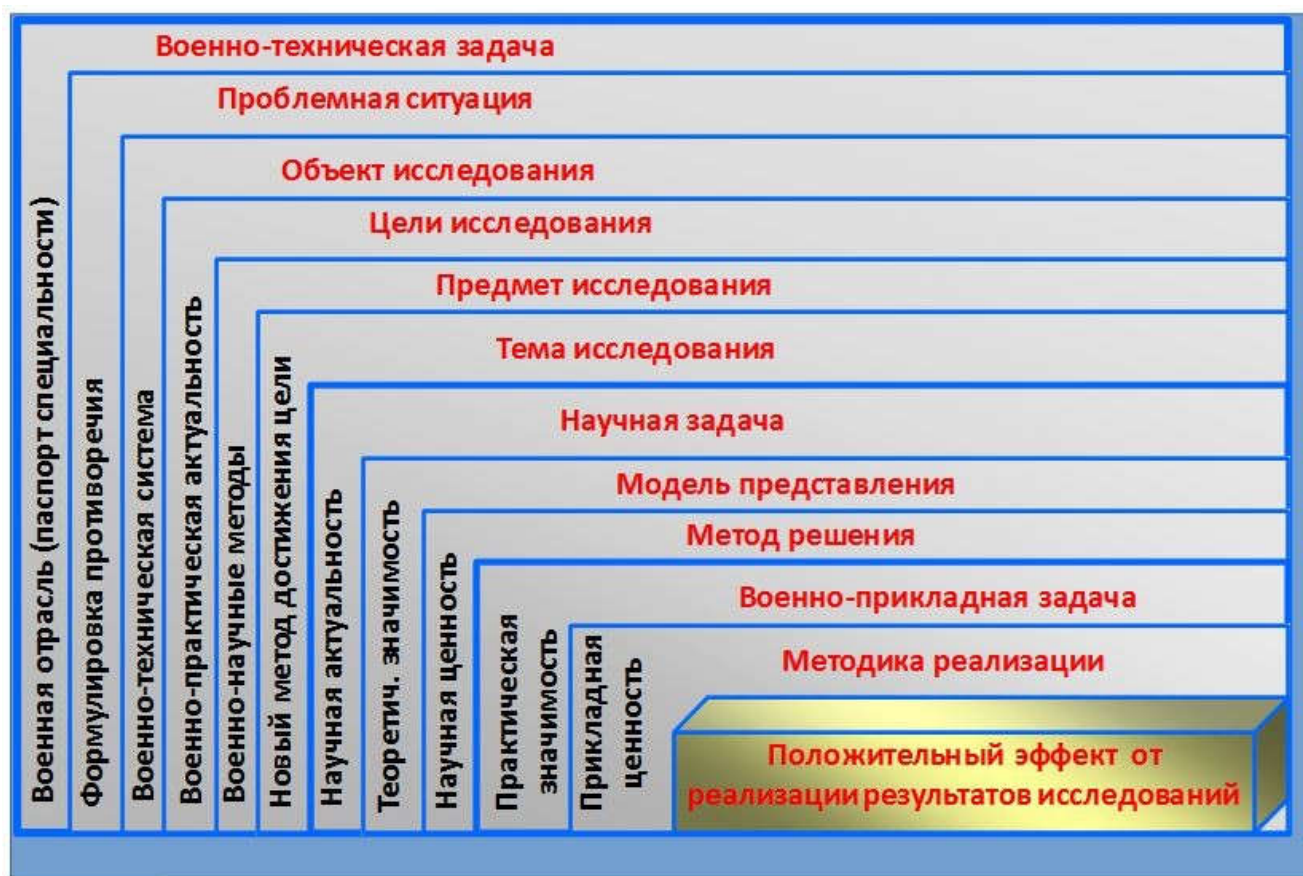 Военно-техническая задача
Проблемная ситуация
Объект исследования
Цели исследования
Предмет исследования
Тема исследования
Научная задача
Модель представления
Метод решения
Военно-прикладная задача
Методика реализации
Положительный эффект от
реализации результатов исследований
Военная отрасль (паспорт специальности)
Формулировка противоречия
Военно-техническая система
Военно-практическая актуальность
Военно-научные методы
Новый метод достижения цели
Научная актуальность
Теоретич. значимость
Научная ценность
Практическая
значимость
Прикладная
ценность